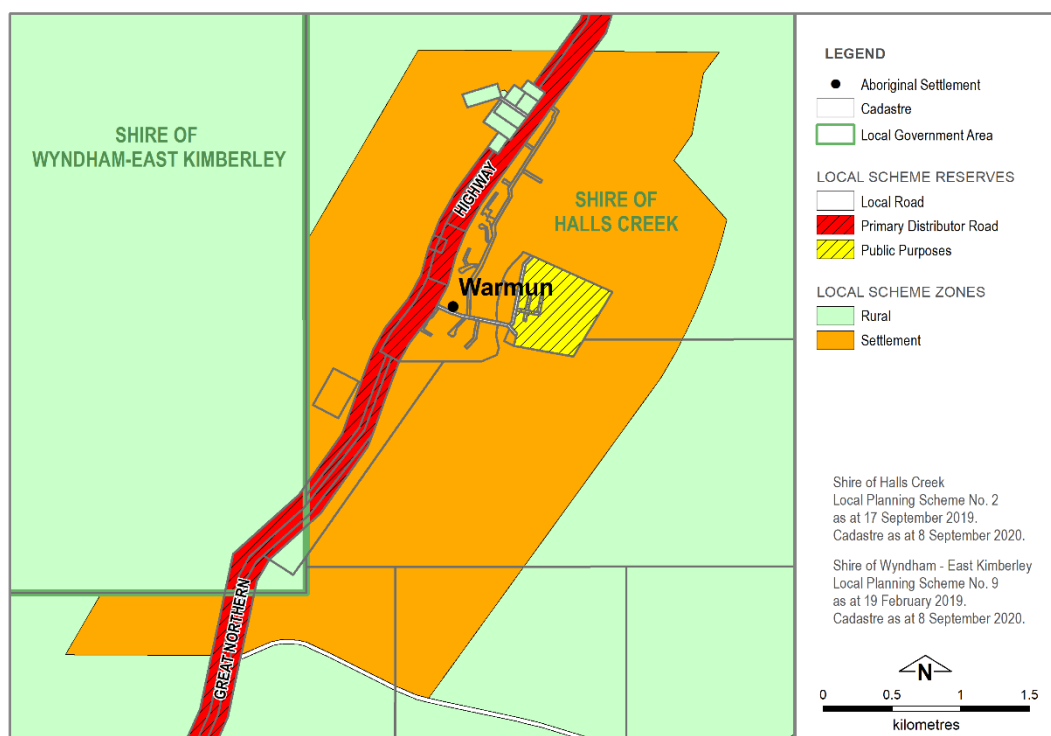 SHIRE OF
WYNDHAM-EAST KIMBERLEY
HIGHWAY
SHIRE OF
HALLS CREEK
Warmun
GREAT NORTHERN
LEGEND
Aboriginal Settlement
Cadastre
Local Government Area
LOCAL SCHEME RESERVES
Local Road
Primary Distributor Road
Public Purposes
LOCAL SCHEME ZONES
Rural
Settlement
Shire of Halls Creek
Local Planning Scheme No. 2
as at 17 September 2019.
Cadastre as at 8 September 2020.
Shire of Wyndham - East Kimberley
Local Planning Scheme No. 9
as at 19 February 2019.
Cadastre as at 8 September 2020.
N
0 0.5 1 1.5
kilometres